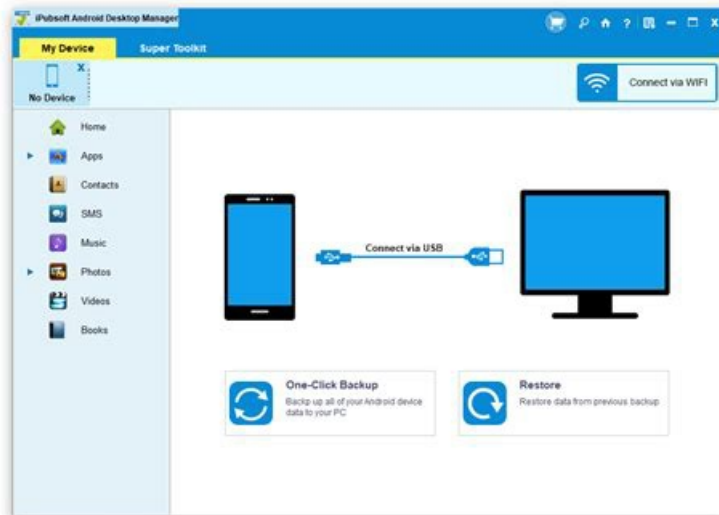 iPubsoft Android Desktop Manager
?
My Device
Super Toolkit
X
No Device
Connect via WIFI
Home
Apps
Contacts
SMS
Music
Photos
Videos
Books
Connect via USB
One-Click Backup
Backp up all of your Android device
data to your PC
Restore
Restore data from previous backup